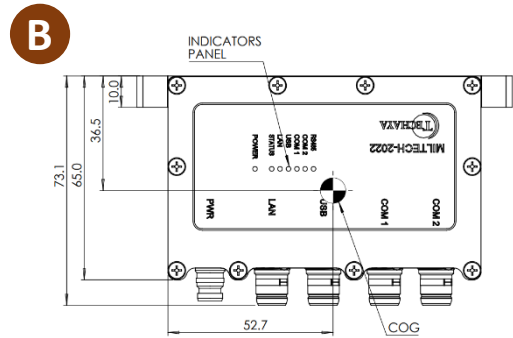 B
INDICATORS
PANEL
10.0
36.5
65.0
73.1
TECHAYA
MILTECH-2022
POWER
STATUS
LAN
USB
COM 1
COM 2
RS485
PWR
LAN
USB
COM 1
COM 2
52.7
COG